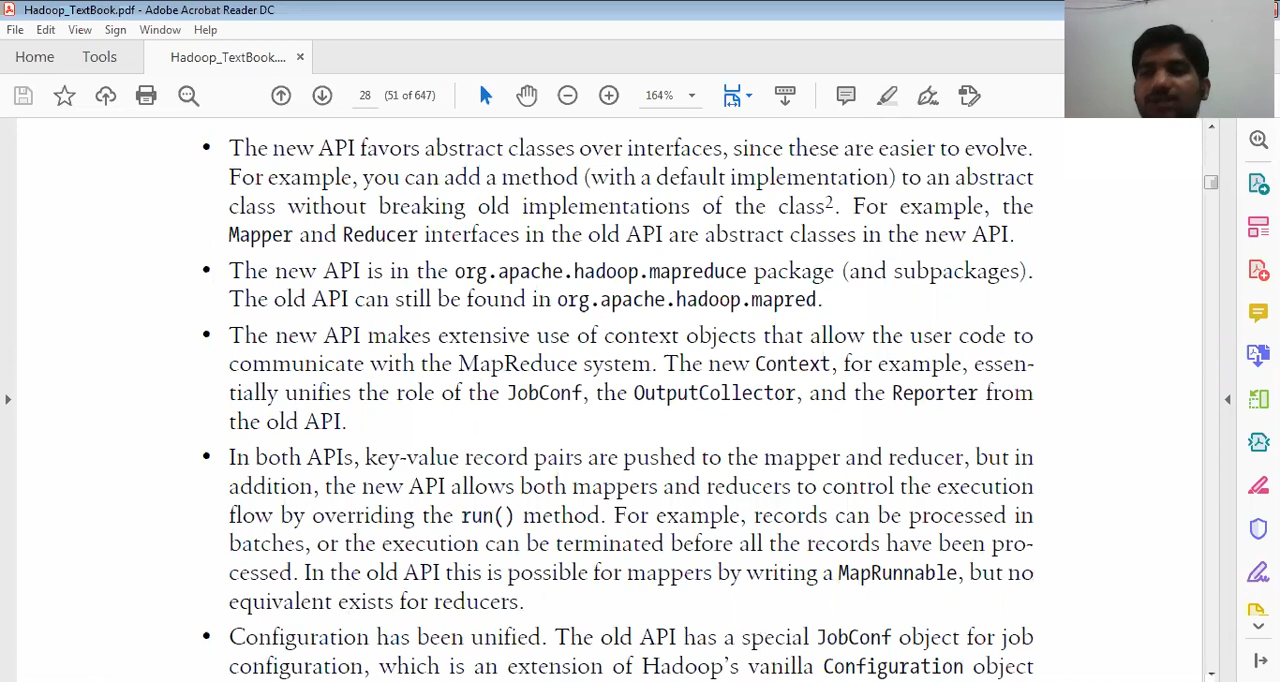 Hadoop_TextBook.pdf - Adobe Acrobat Reader DC
File Edit View Sign Window Help
Home Tools Hadoop_TextBook.... ×
28 (51 of 647) 164%
• The new API favors abstract classes over interfaces, since these are easier to evolve.
For example, you can add a method (with a default implementation) to an abstract
class without breaking old implementations of the class². For example, the
Mapper and Reducer interfaces in the old API are abstract classes in the new API.
• The new API is in the org.apache.hadoop.mapreduce package (and subpackages).
The old API can still be found in org.apache.hadoop.mapred.
• The new API makes extensive use of context objects that allow the user code to
communicate with the MapReduce system. The new Context, for example, essen-
tially unifies the role of the JobConf, the OutputCollector, and the Reporter from
the old API.
• In both APIs, key-value record pairs are pushed to the mapper and reducer, but in
addition, the new API allows both mappers and reducers to control the execution
flow by overriding the run() method. For example, records can be processed in
batches, or the execution can be terminated before all the records have been pro-
cessed. In the old API this is possible for mappers by writing a MapRunnable, but no
equivalent exists for reducers.
• Configuration has been unified. The old API has a special JobConf object for job
configuration, which is an extension of Hadoop's vanilla Configuration object